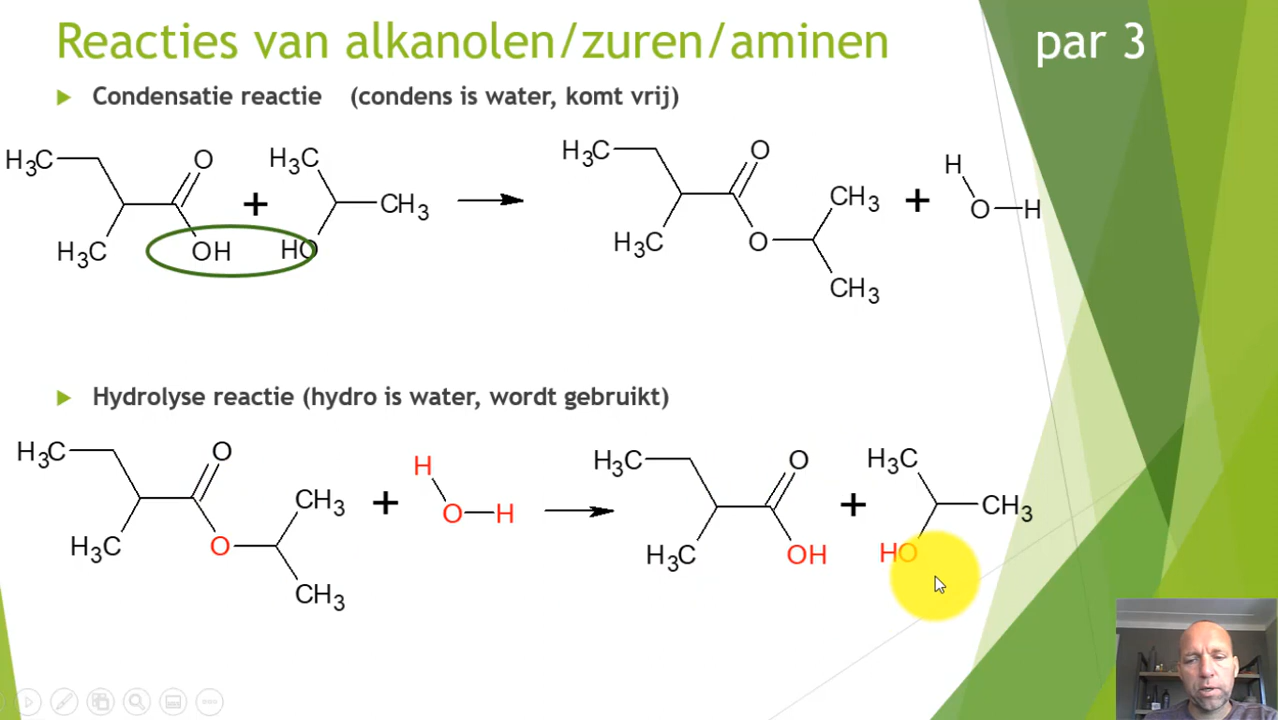 Reacties van alkanolen/zuren/aminen par 3
Condensatie reactie (condens is water, komt vrij)
H3C O H3C CH3 + HO OH H3C
H3C O CH3 O CH3 H3C + H O H
Hydrolyse reactie (hydro is water, wordt gebruikt)
H3C O CH3 O CH3 H3C + H O H
H3C O OH H3C + H3C CH3 HO